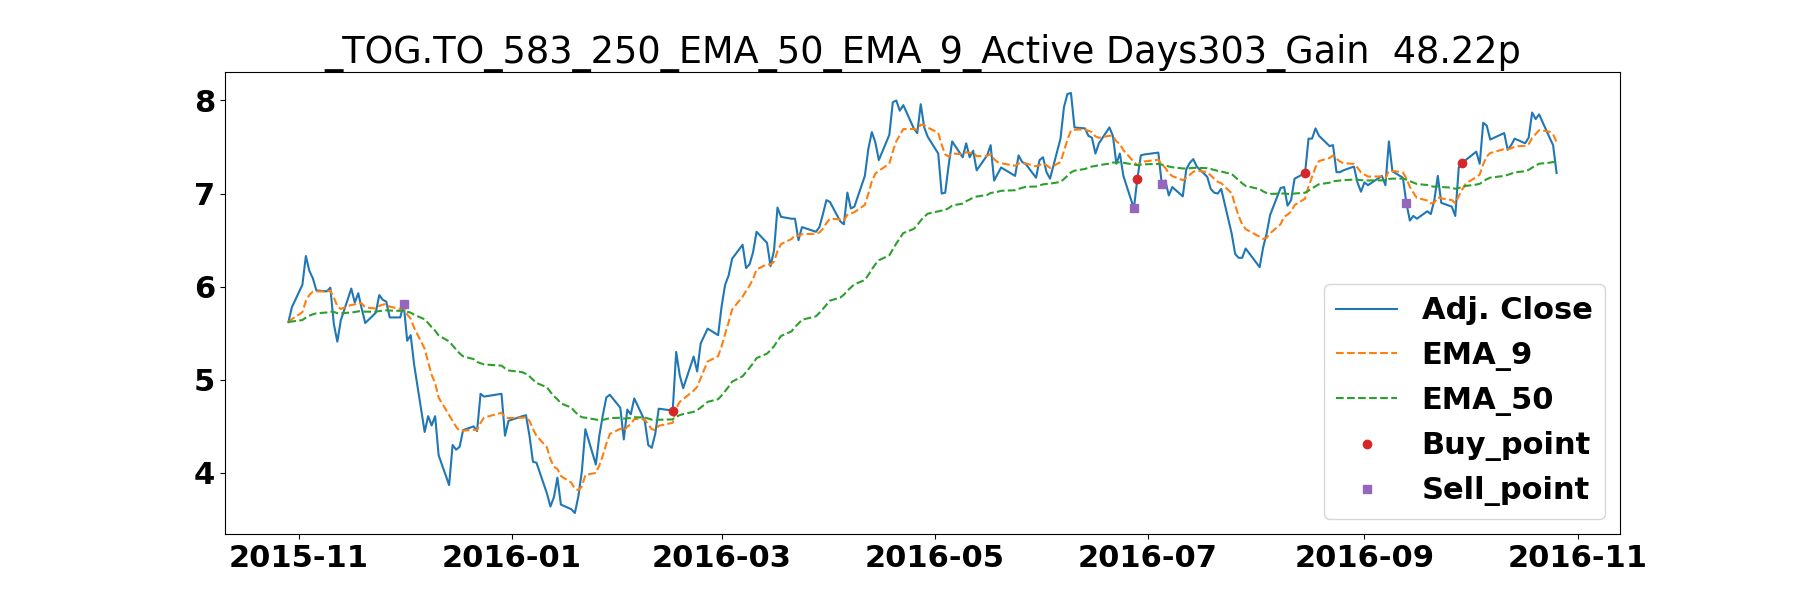 _TOG.TO_583_250_EMA_50_EMA_9_Active Days303_Gain  48.22p
8
7
6
5
4
Adj. Close
EMA_9
EMA_50
Buy_point
Sell_point
2015-11 2016-01 2016-03 2016-05 2016-07 2016-09 2016-11